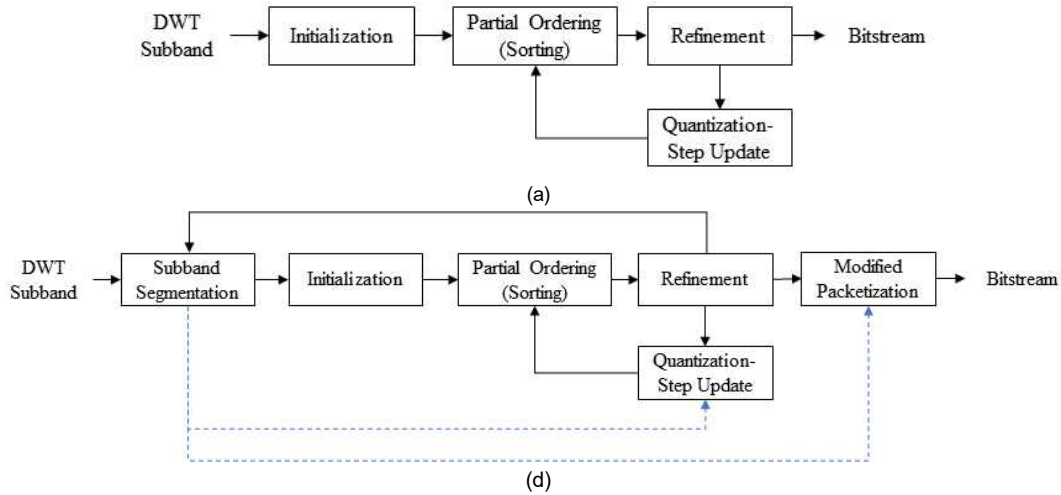 DWT
Subband
Initialization
Partial Ordering
(Sorting)
Refinement
Bitstream
Quantization-
Step Update
(a)
DWT
Subband
Subband
Segmentation
Initialization
Partial Ordering
(Sorting)
Refinement
Modified
Packetization
Bitstream
Quantization-
Step Update
(d)